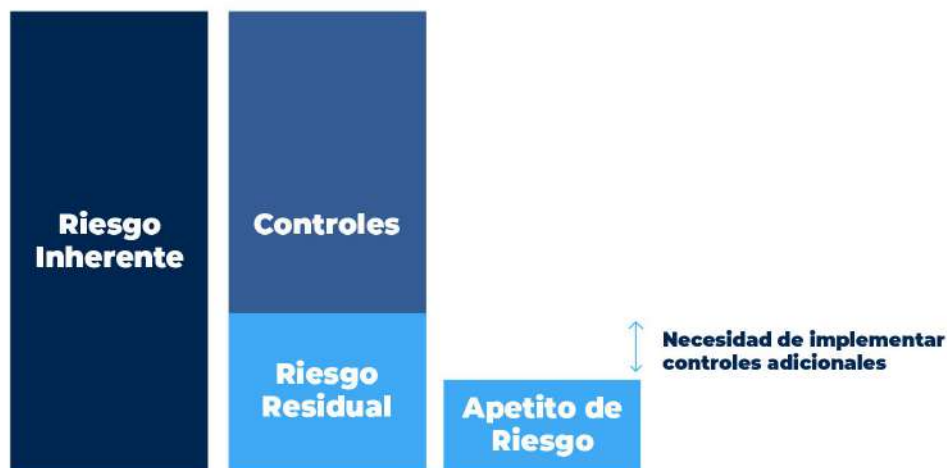 Riesgo
Inherente
Controles
Riesgo
Residual
Apetito de
Riesgo
Necesidad de implementar
controles adicionales